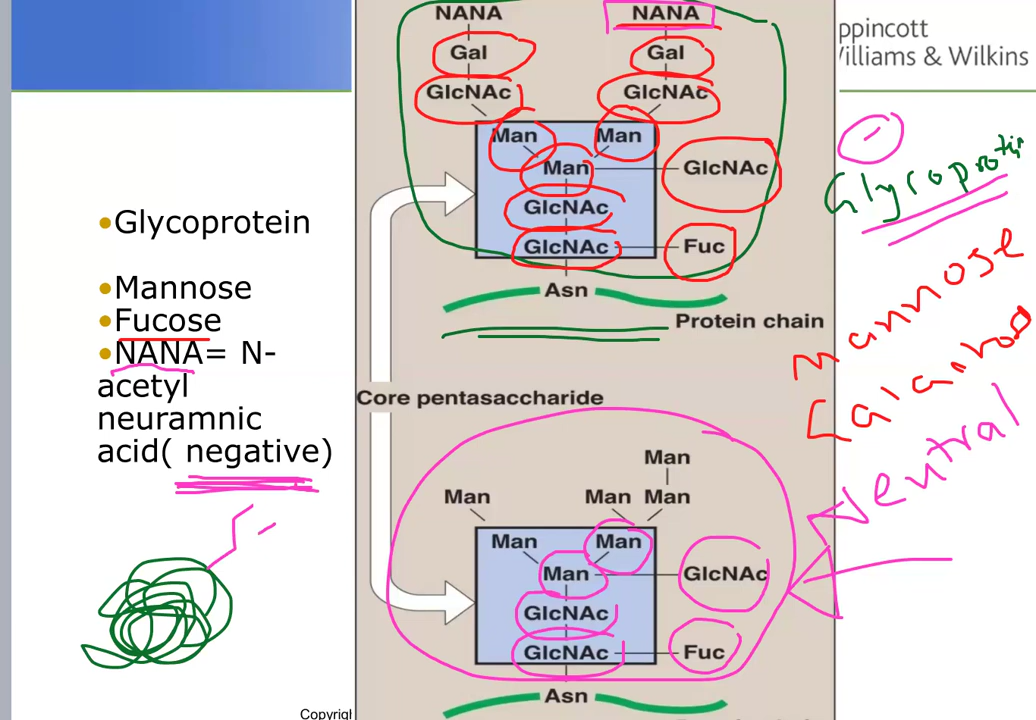 ppincott
Villiams & Wilkins
NANA NANA
Gal Gal
GlcNAc GlcNAc
Man Man
Man GlcNAc
GlcNAc
GlcNAc Fuc
Asn
Protein chain
Glycoprotein
Mannose
Neutral
•Glycoprotein
•Mannose
•Fucose
•NANA= N-
acetyl
neuramnic
acid( negative)
Core pentasaccharide
Man
Man Man Man
Man Man
Man GlcNAc
GlcNAc
GlcNAc Fuc
Asn
Copyrig